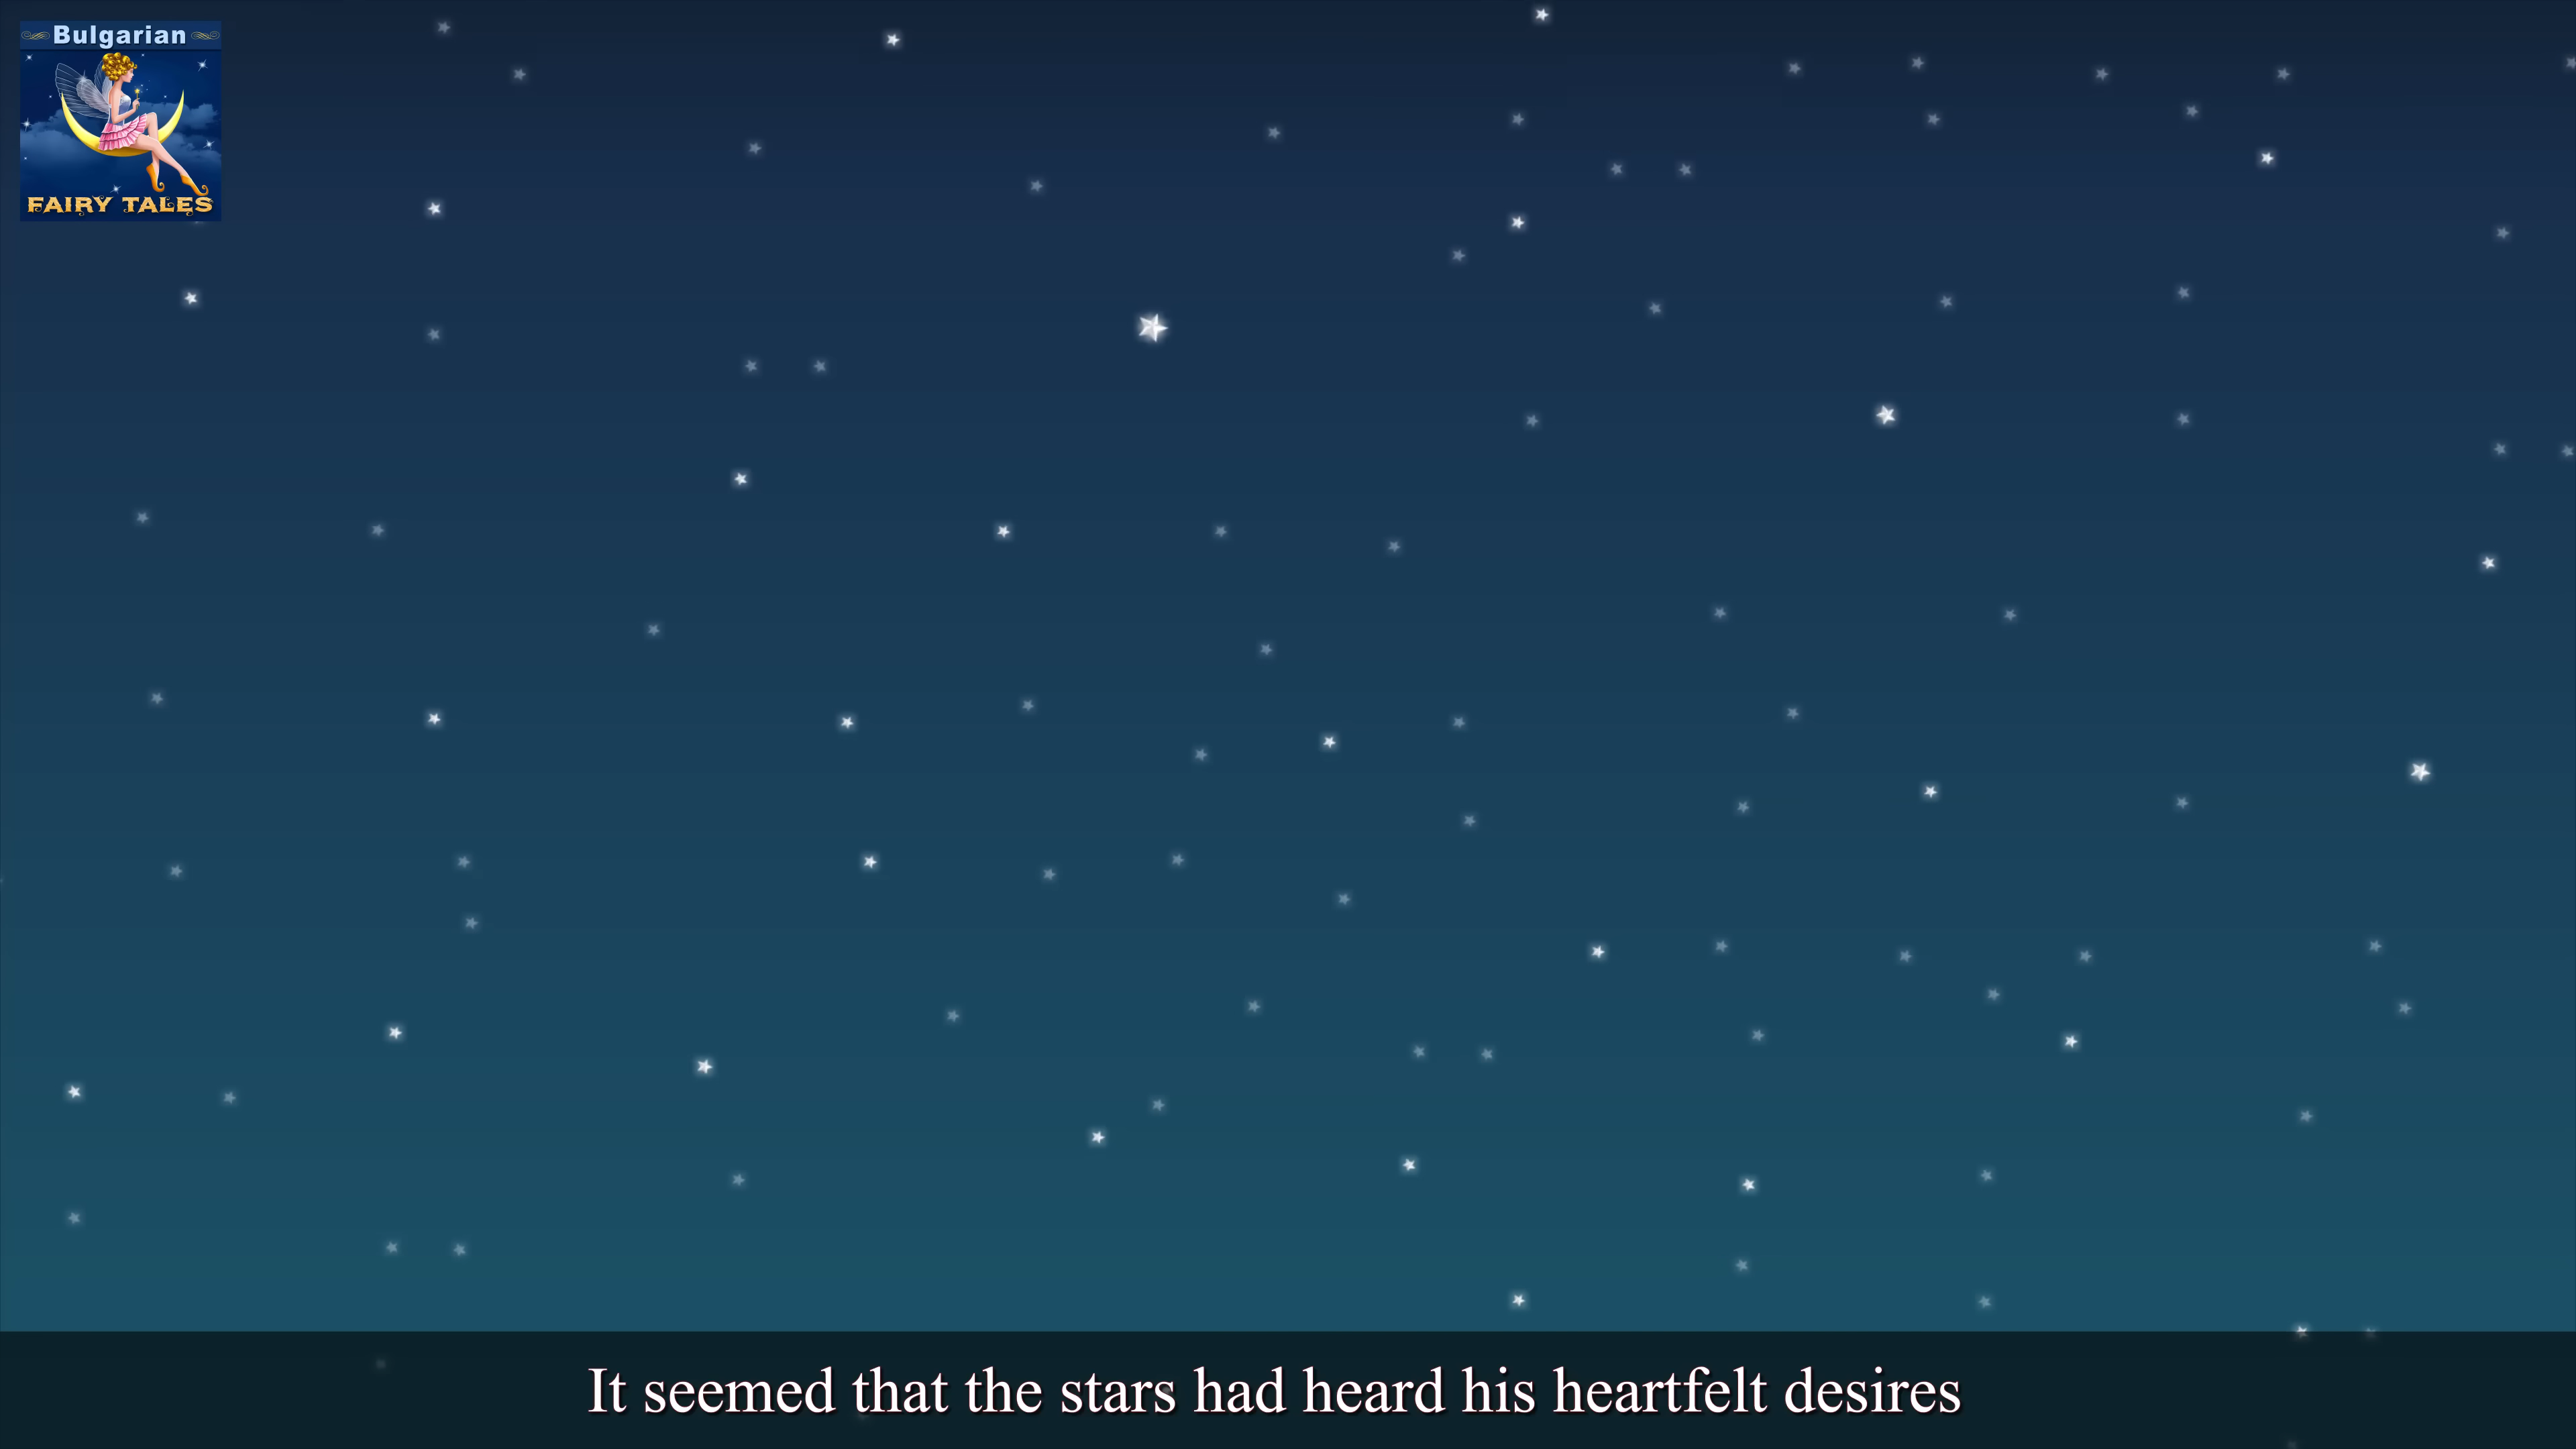 Bulgarian
FAIRY TALES
It seemed that the stars had heard his heartfelt desires